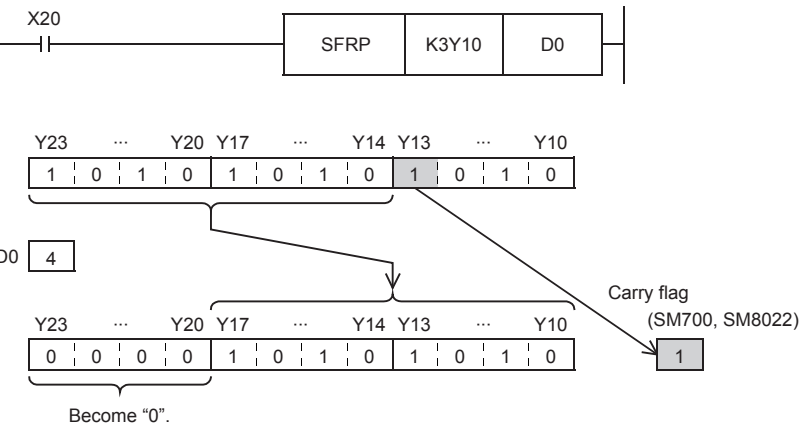 X20
SFRP K3Y10 D0
Y23 ... Y20 Y17 ... Y14 Y13 ... Y10
1 0 1 0 1 0 1 0 1 0 1 0
D0 4
Carry flag
(SM700, SM8022)
Y23 ... Y20 Y17 ... Y14 Y13 ... Y10
0 0 0 0 1 0 1 0 1 0 1 0
1
Become “0”.